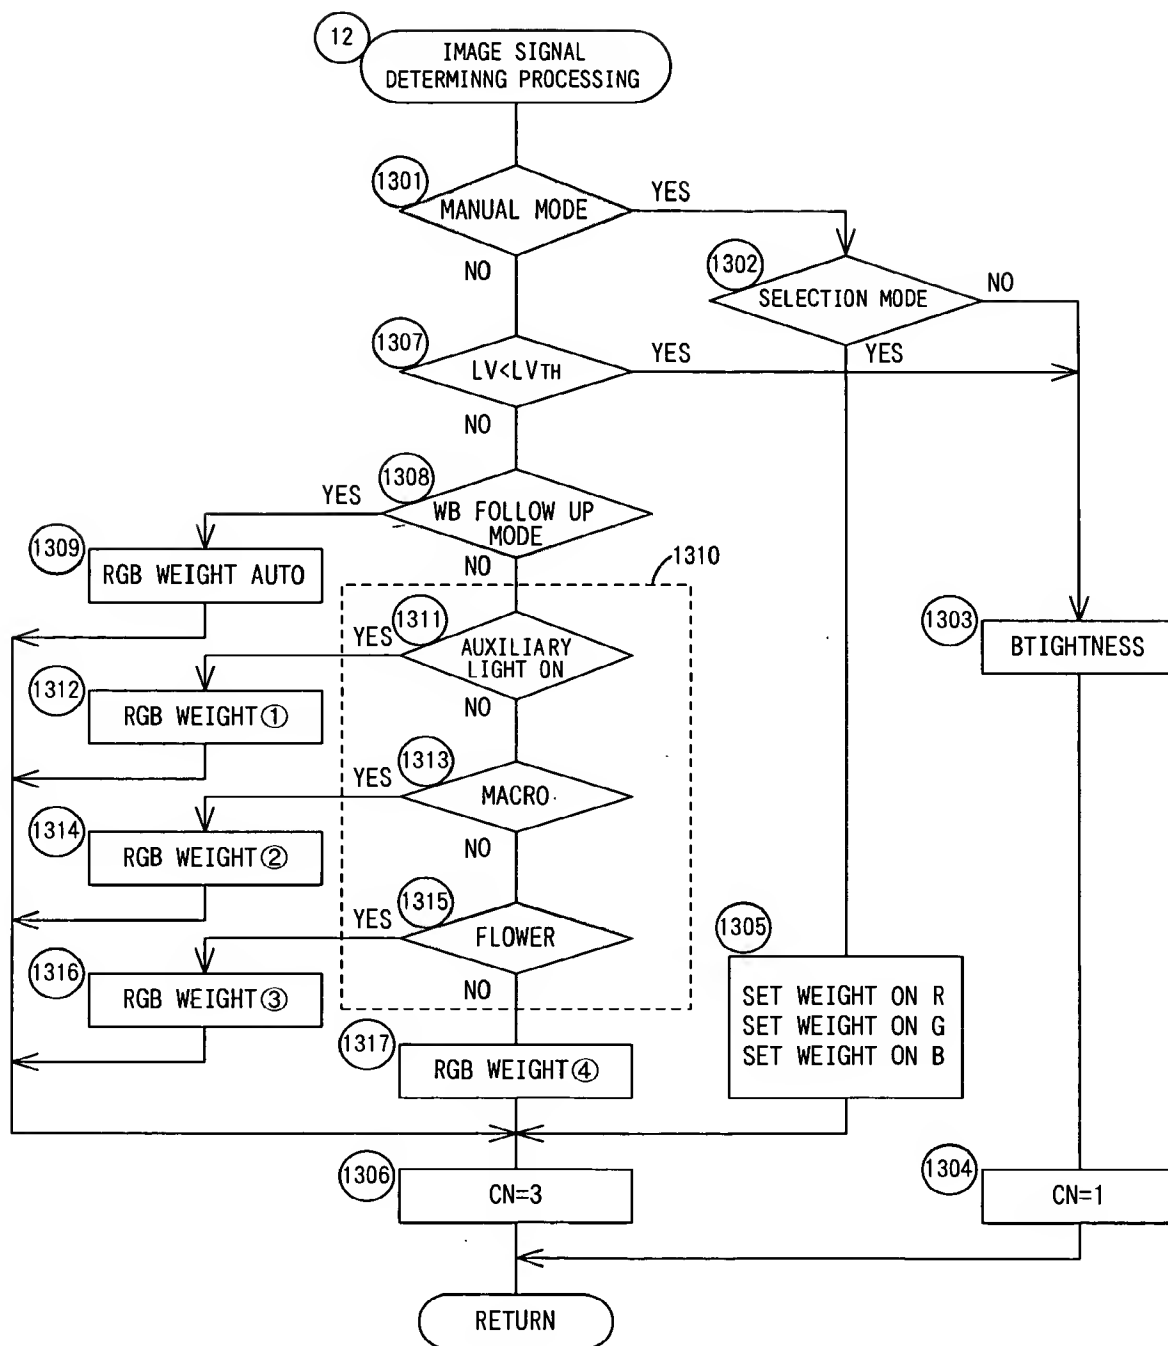 12
IMAGE SIGNAL
DETERMINNG PROCESSING
1301
MANUAL MODE
YES
NO
1302
SELECTION MODE
NO
YES
1307
LV<LVTH
YES
NO
1308
WB FOLLOW UP
MODE
YES
NO
1309
RGB WEIGHT AUTO
1310
1311
AUXILIARY
LIGHT ON
YES
NO
1303
BTIGHTNESS
1312
RGB WEIGHT①
1313
MACRO
YES
NO
1314
RGB WEIGHT②
1315
FLOWER
YES
NO
1305
SET WEIGHT ON R
SET WEIGHT ON G
SET WEIGHT ON B
1316
RGB WEIGHT③
1317
RGB WEIGHT④
1306
CN=3
1304
CN=1
RETURN